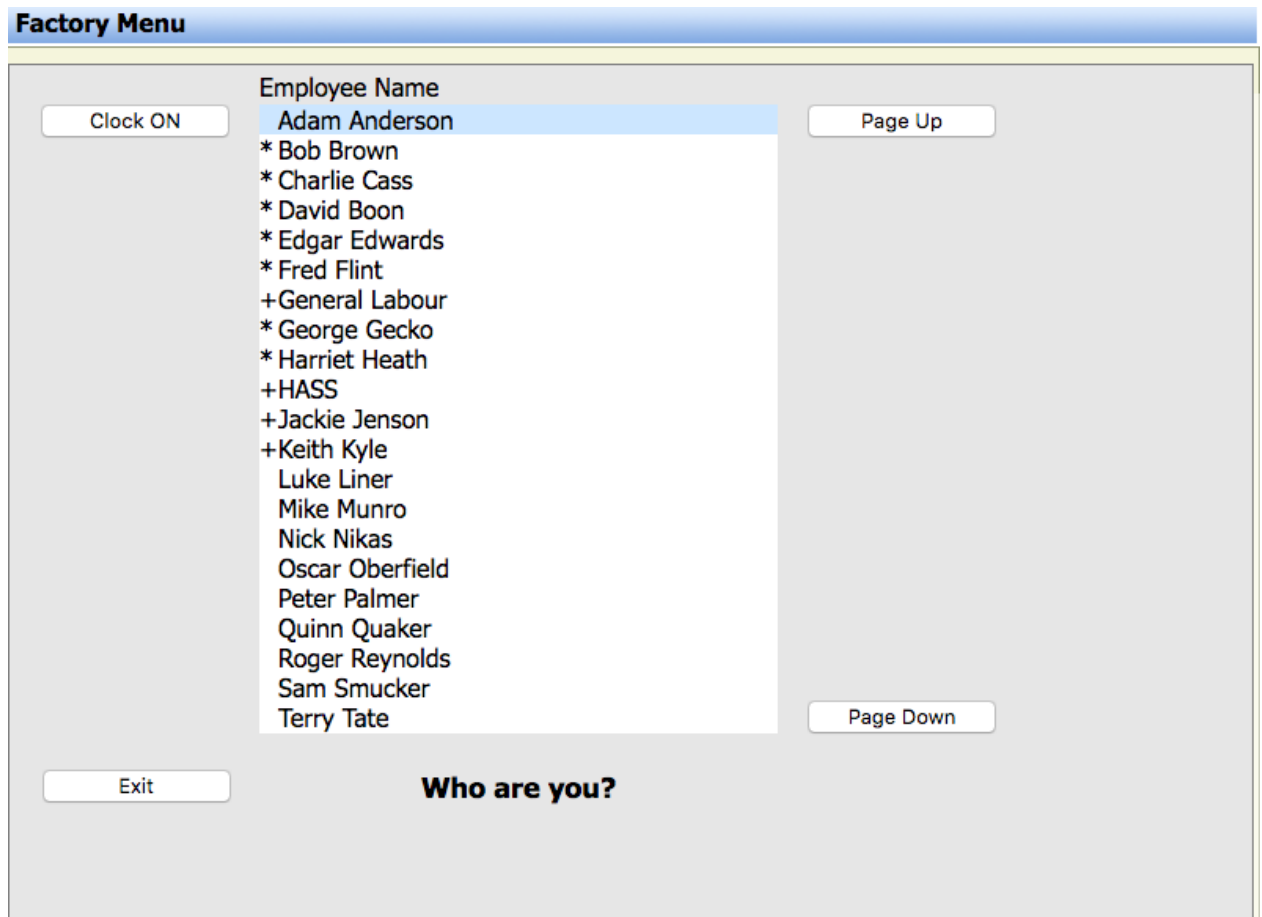 Factory Menu
Employee Name
Clock ON
Adam Anderson
Page Up
* Bob Brown
* Charlie Cass
* David Boon
* Edgar Edwards
* Fred Flint
+General Labour
* George Gecko
* Harriet Heath
+HASS
+Jackie Jenson
+Keith Kyle
Luke Liner
Mike Munro
Nick Nikas
Oscar Oberfield
Peter Palmer
Quinn Quaker
Roger Reynolds
Sam Smucker
Terry Tate
Page Down
Exit
Who are you?